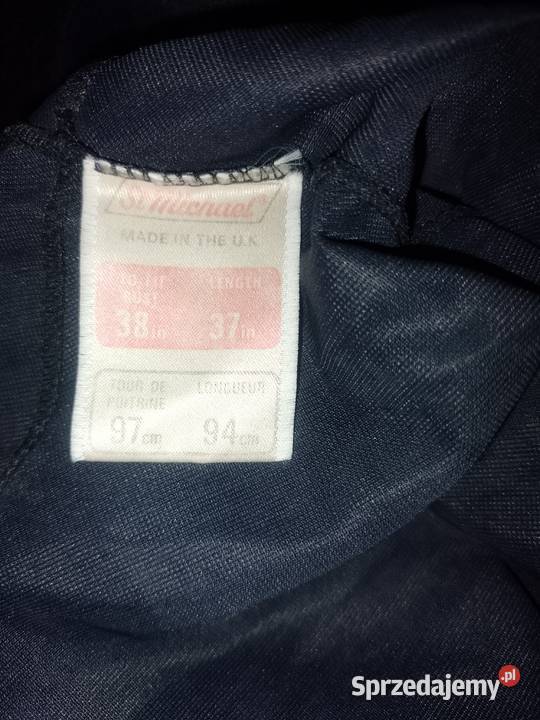 St Michael®
MADE IN THE U.K
TO FIT BUST LENGTH
38in 37in
TOUR DE POITRINE LONGUEUR
97cm 94cm
Sprzedajemy.pl